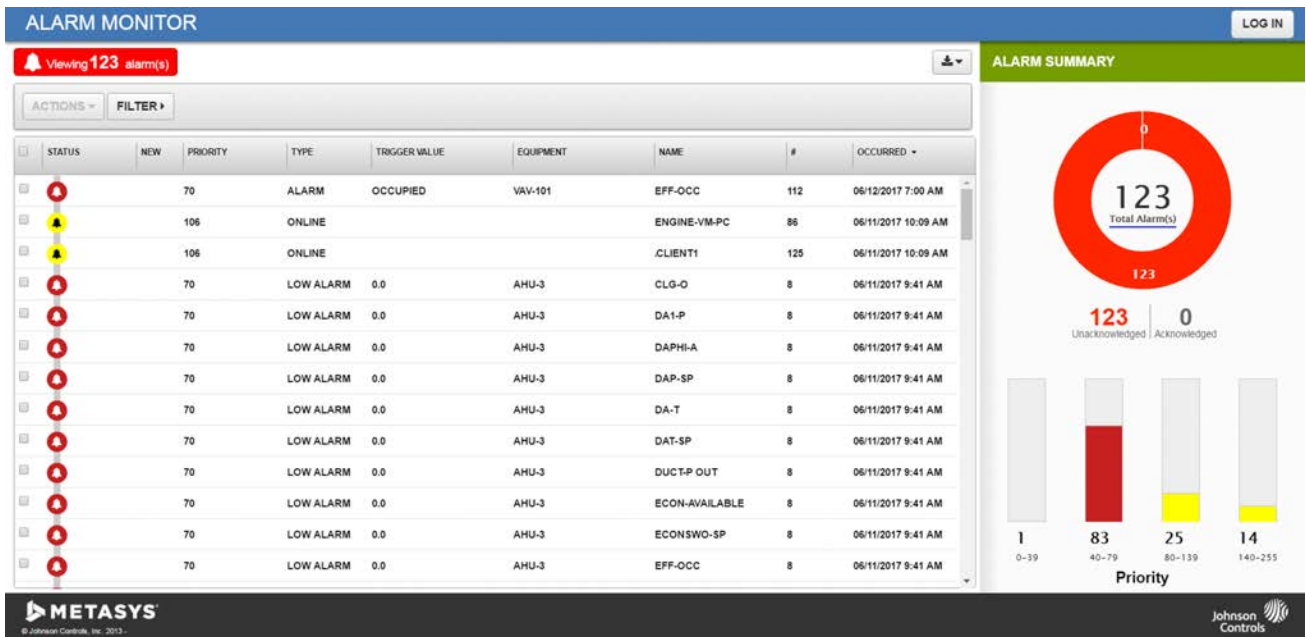 ALARM MONITOR
LOG IN
Viewing 123 alarm(s)
ALARM SUMMARY
ACTIONS FILTER
STATUS NEW PRIORITY TYPE TRIGGER VALUE EQUIPMENT NAME # OCCURRED
70 ALARM OCCUPIED VAV-101 EFF-OCC 112 06/12/2017 7:00 AM
106 ONLINE ENGINE-VM-PC 86 06/11/2017 10:09 AM
106 ONLINE .CLIENT1 125 06/11/2017 10:09 AM
70 LOW ALARM 0.0 AHU-3 CLG-O 8 06/11/2017 9:41 AM
70 LOW ALARM 0.0 AHU-3 DA1-P 8 06/11/2017 9:41 AM
70 LOW ALARM 0.0 AHU-3 DAPHI-A 8 06/11/2017 9:41 AM
70 LOW ALARM 0.0 AHU-3 DAP-SP 8 06/11/2017 9:41 AM
70 LOW ALARM 0.0 AHU-3 DA-T 8 06/11/2017 9:41 AM
70 LOW ALARM 0.0 AHU-3 DAT-SP 8 06/11/2017 9:41 AM
70 LOW ALARM 0.0 AHU-3 DUCT-P OUT 8 06/11/2017 9:41 AM
70 LOW ALARM 0.0 AHU-3 ECON-AVAILABLE 8 06/11/2017 9:41 AM
70 LOW ALARM 0.0 AHU-3 ECONSWO-SP 8 06/11/2017 9:41 AM
70 LOW ALARM 0.0 AHU-3 EFF-OCC 8 06/11/2017 9:41 AM
0
123
Total Alarm(s)
123
123 0
Unacknowledged Acknowledged
1 83 25 14
0-39 40-79 80-139 140-255
Priority
METASYS
© Johnson Controls, Inc. 2013 -
Johnson
Controls